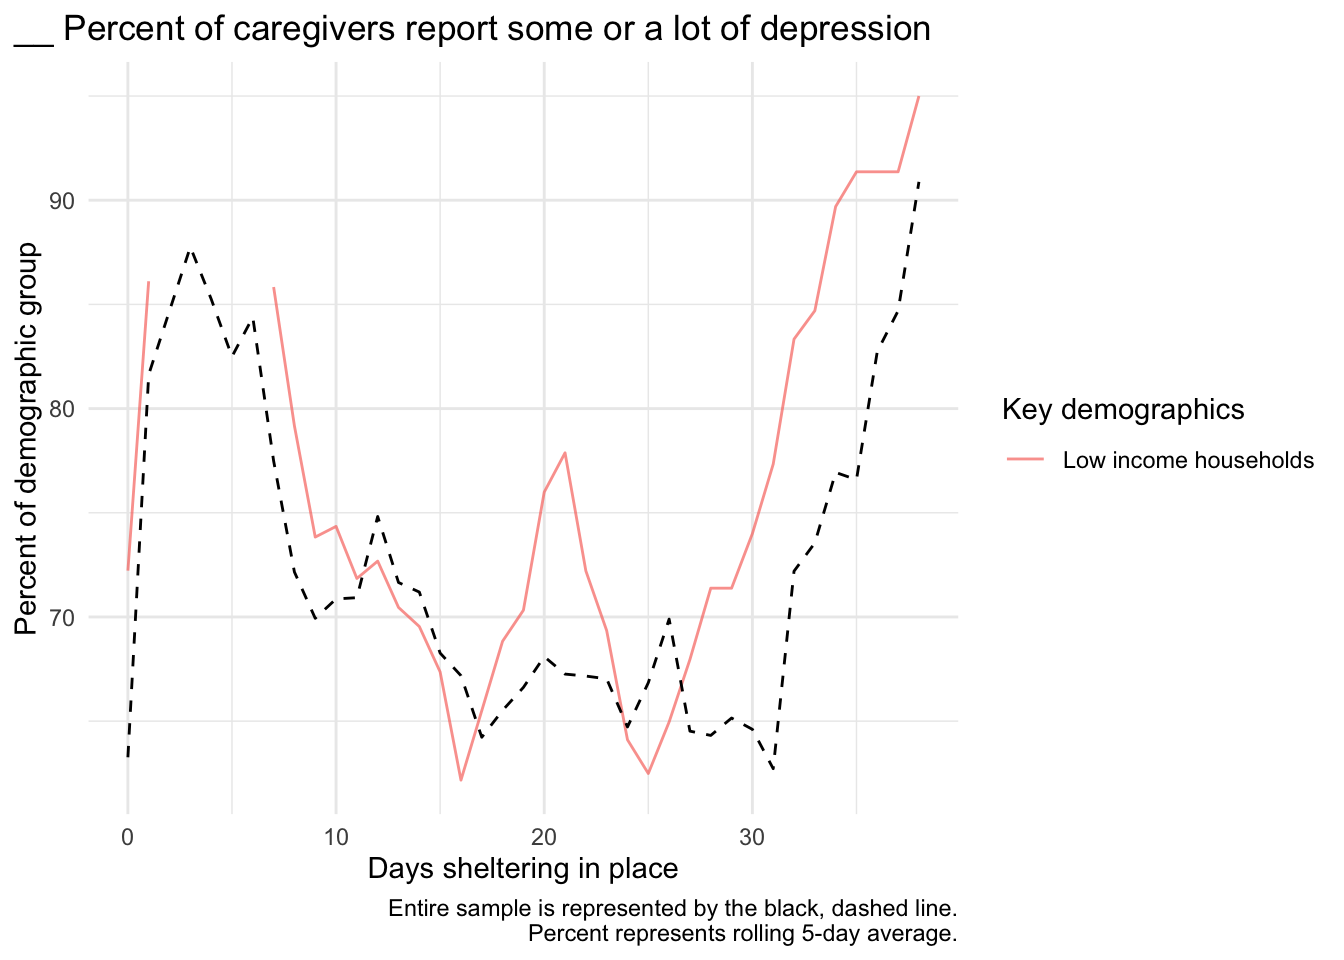 __ Percent of caregivers report some or a lot of depression
Percent of demographic group
90
80
70
0 10 20 30
Days sheltering in place
Key demographics
Low income households
Entire sample is represented by the black, dashed line.
Percent represents rolling 5-day average.